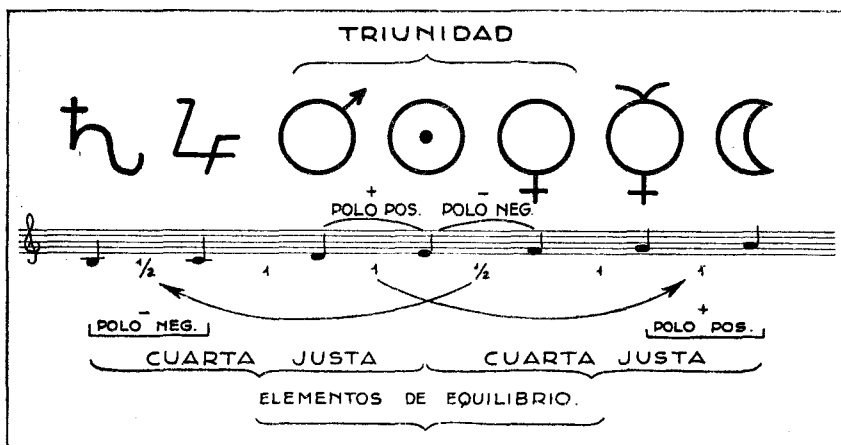 TRIUNIDAD
+ -
POLO POS. POLO NEG.
1/2 1 1 1/2 1 1
- +
POLO NEG. POLO POS.
CUARTA JUSTA CUARTA JUSTA
ELEMENTOS DE EQUILIBRIO.